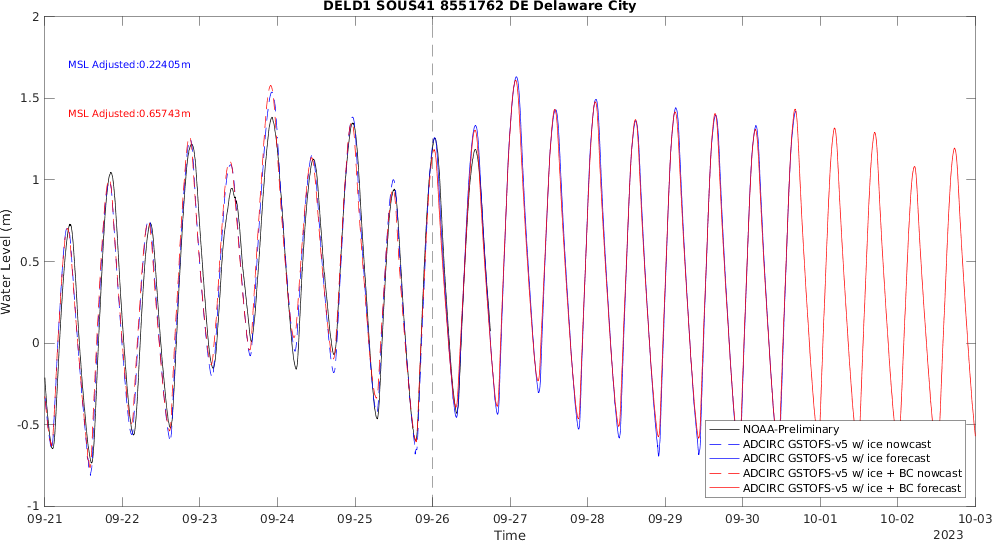 DELD1 SOUS41 8551762 DE Delaware City
2
1.5
1
0.5
0
-0.5
-1
Water Level (m)
MSL Adjusted:0.22405m
MSL Adjusted:0.65743m
NOAA-Preliminary
ADCIRC GSTOFS-v5 w/ ice nowcast
ADCIRC GSTOFS-v5 w/ ice forecast
ADCIRC GSTOFS-v5 w/ ice + BC nowcast
ADCIRC GSTOFS-v5 w/ ice + BC forecast
09-21 09-22 09-23 09-24 09-25 09-26 09-27 09-28 09-29 09-30 10-01 10-02 10-03
Time
2023